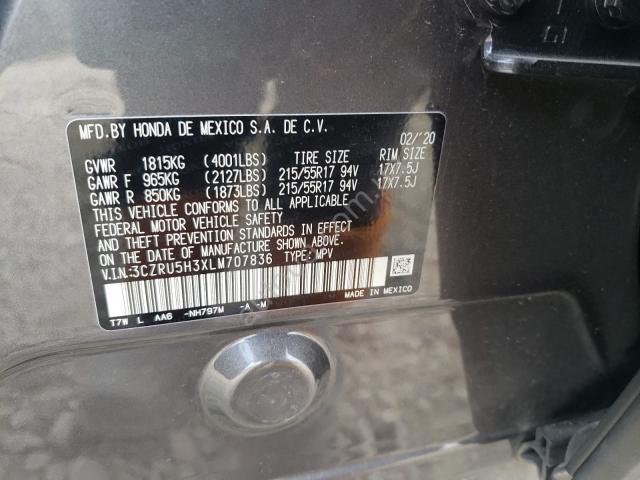 MFD.BY HONDA DE MEXICO S.A. DE C.V. 02/'20
GVWR 1815KG (4001LBS) TIRE SIZE RIM SIZE
GAWR F 965KG (2127LBS) 215/55R17 94V 17X7.5J
GAWR R 850KG (1873LBS) 215/55R17 94V 17X7.5J
THIS VEHICLE CONFORMS TO ALL APPLICABLE
FEDERAL MOTOR VEHICLE SAFETY
AND THEFT PREVENTION STANDARDS IN EFFECT
ON THE DATE OF MANUFACTURE SHOWN ABOVE.
V.I.N:3CZRU5H3XLM707836 TYPE: MPV
MADE IN MEXICO
T7W L AA6 -NH797M -A -M